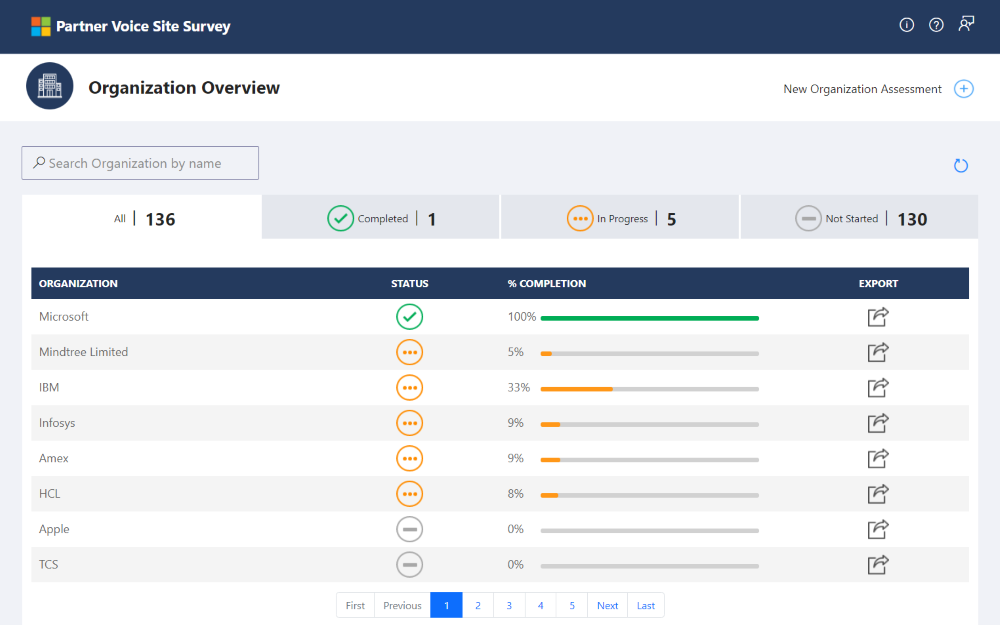 Partner Voice Site Survey
Organization Overview
New Organization Assessment
Search Organization by name
All | 136
Completed | 1
In Progress | 5
Not Started | 130
ORGANIZATION STATUS % COMPLETION EXPORT
Microsoft 100%
Mindtree Limited 5%
IBM 33%
Infosys 9%
Amex 9%
HCL 8%
Apple 0%
TCS 0%
First Previous 1 2 3 4 5 Next Last